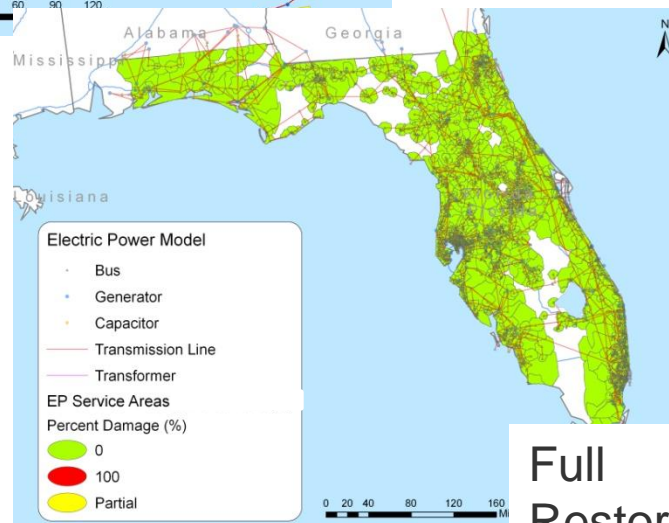 60 90 120
Alabama Georgia
Mississippi
N
Louisiana
Electric Power Model
Bus
Generator
Capacitor
Transmission Line
Transformer
EP Service Areas
Percent Damage (%)
0
100
Partial
0 20 40 80 120 160
Mi
Full